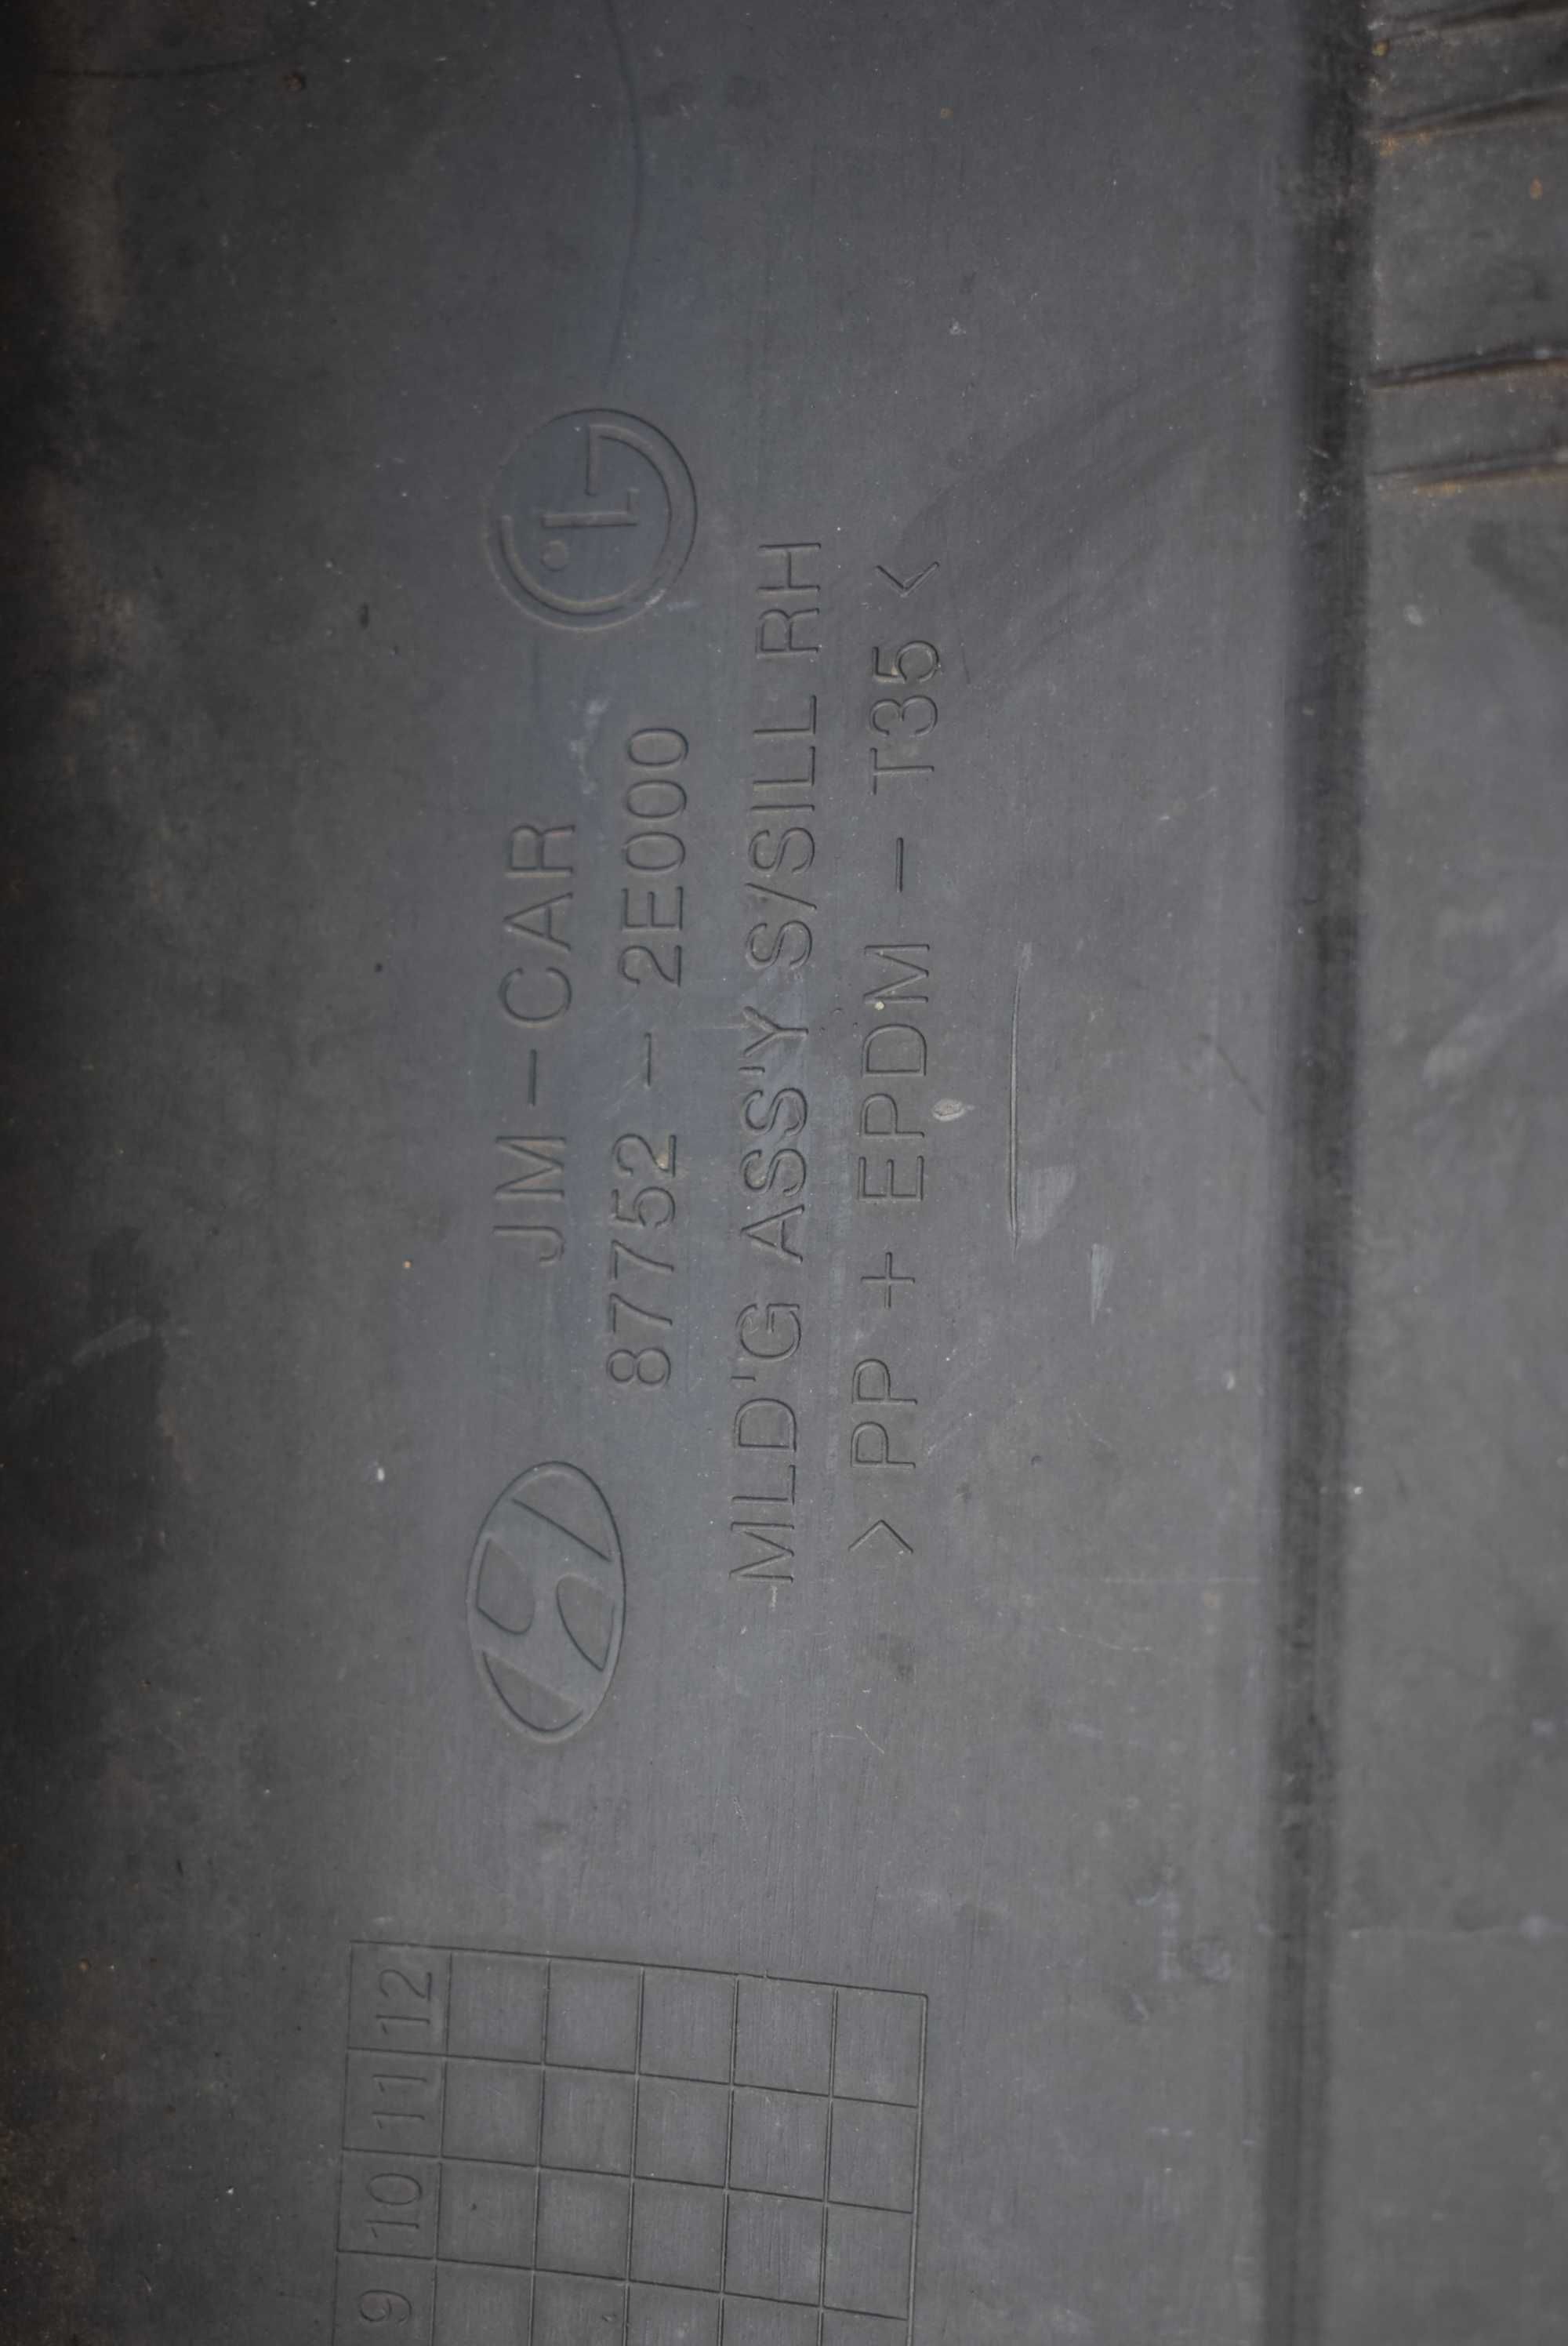 JM-CAR
87752-2E000
MLD'G ASS'Y S/SILL RH
>PP + EPDM - T35<
9 10 11 12